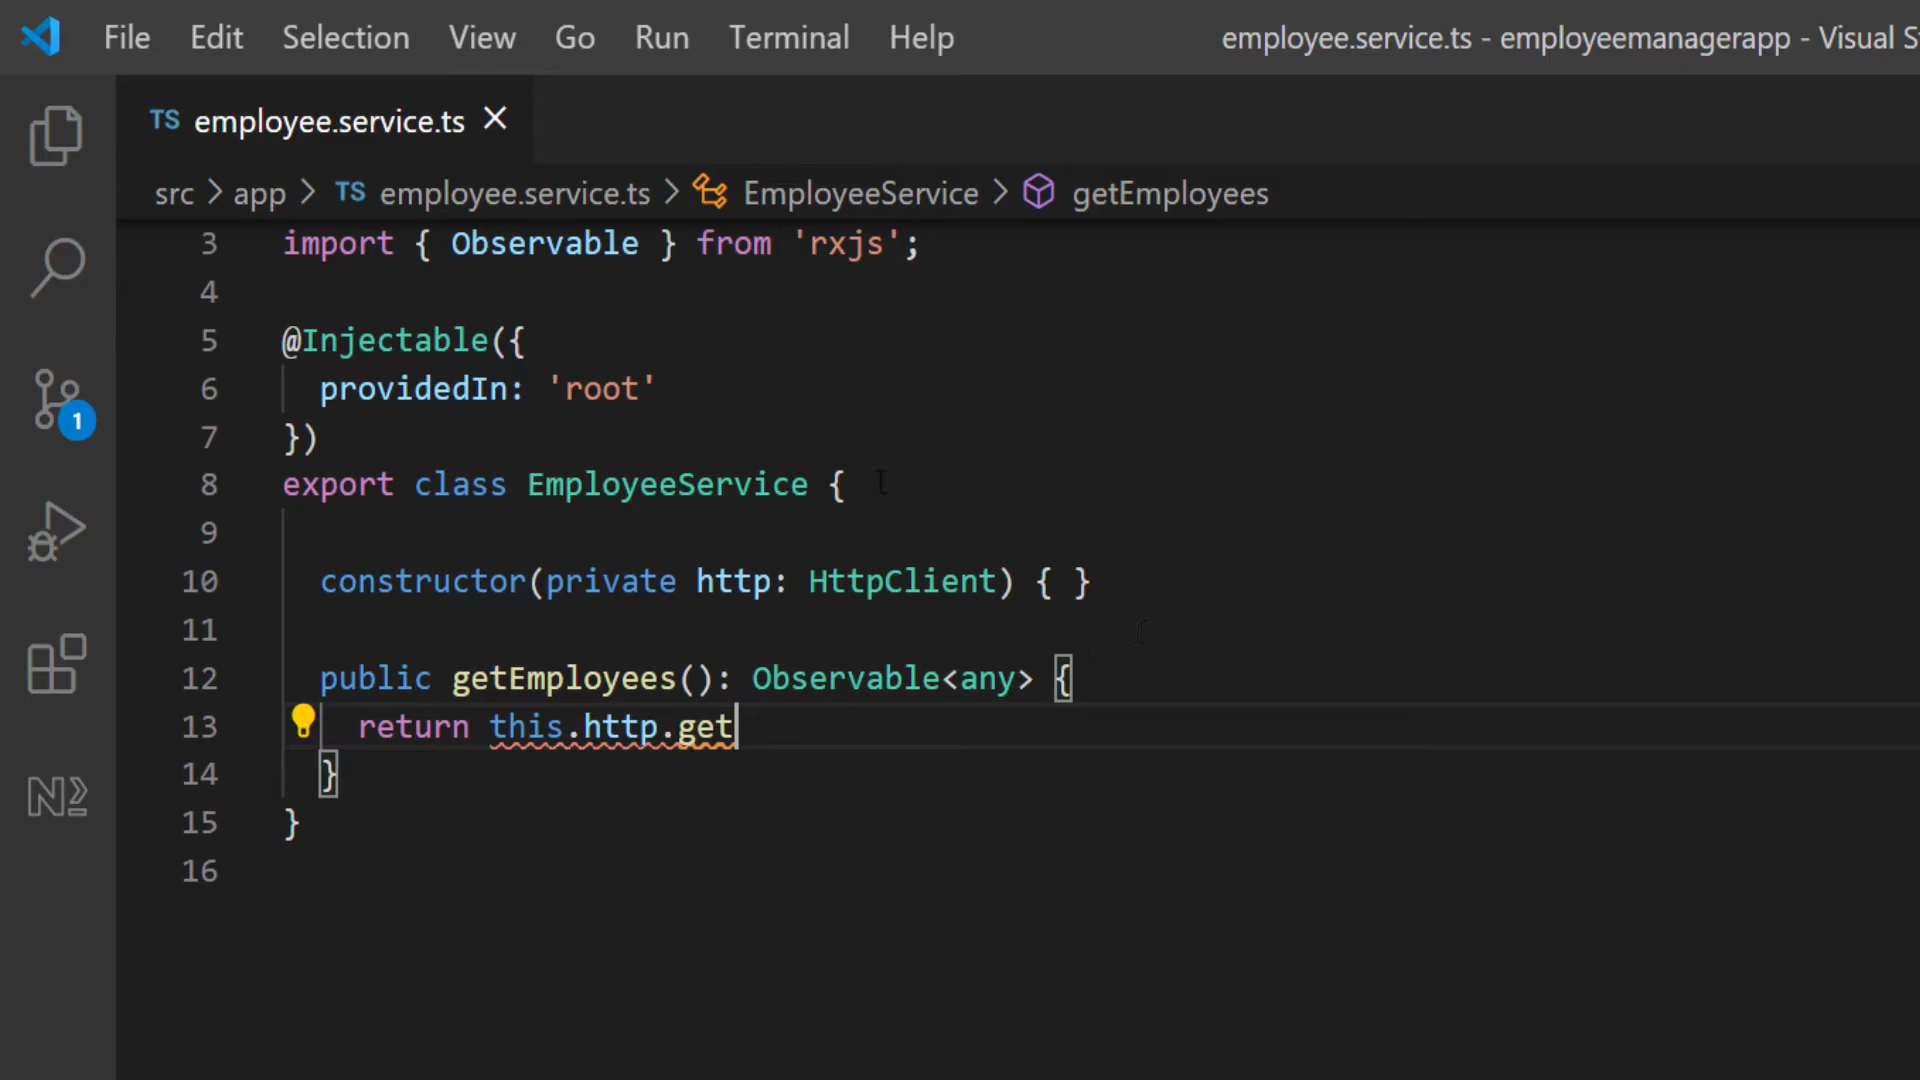 File Edit Selection View Go Run Terminal Help employee.service.ts - employeemanagerapp - Visual S
TS employee.service.ts
src > app > TS employee.service.ts > EmployeeService > getEmployees
3 import { Observable } from 'rxjs';
4
5 @Injectable({
6 providedIn: 'root'
7 })
8 export class EmployeeService {
9
10 constructor(private http: HttpClient) { }
11
12 public getEmployees(): Observable<any> {
13 return this.http.get
14 }
15 }
16
1